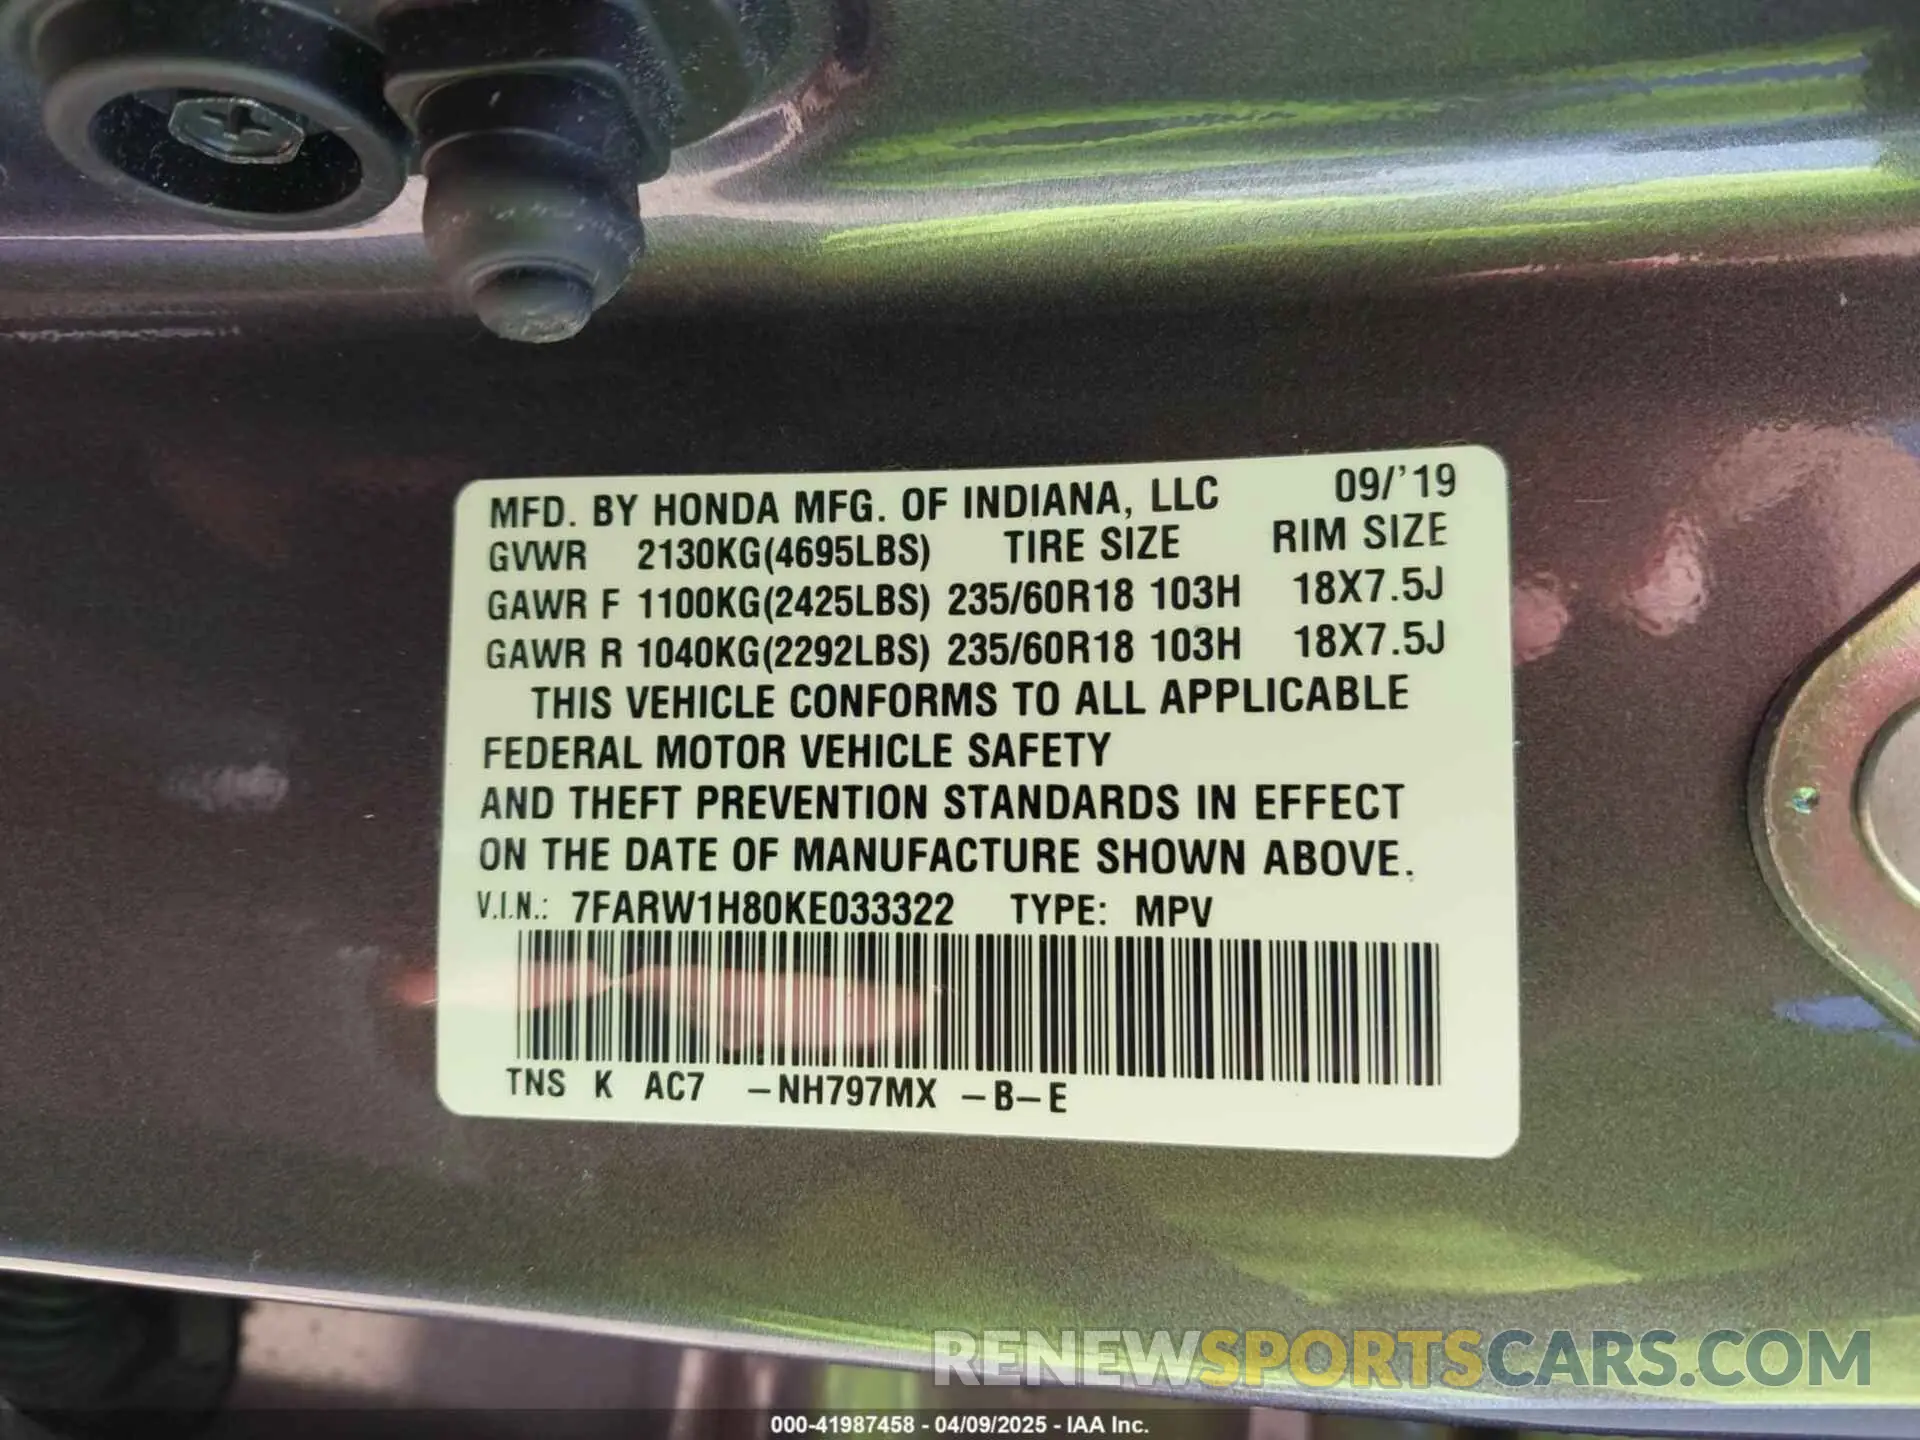 MFD. BY HONDA MFG. OF INDIANA, LLC 09/'19
GVWR 2130KG(4695LBS) TIRE SIZE RIM SIZE
GAWR F 1100KG(2425LBS) 235/60R18 103H 18X7.5J
GAWR R 1040KG(2292LBS) 235/60R18 103H 18X7.5J
THIS VEHICLE CONFORMS TO ALL APPLICABLE
FEDERAL MOTOR VEHICLE SAFETY
AND THEFT PREVENTION STANDARDS IN EFFECT
ON THE DATE OF MANUFACTURE SHOWN ABOVE.
V.I.N.: 7FARW1H80KE033322 TYPE: MPV
TNS K AC7 -NH797MX -B-E
RENEWSPORTSCARS.COM
000-41987458 - 04/09/2025 - IAA Inc.